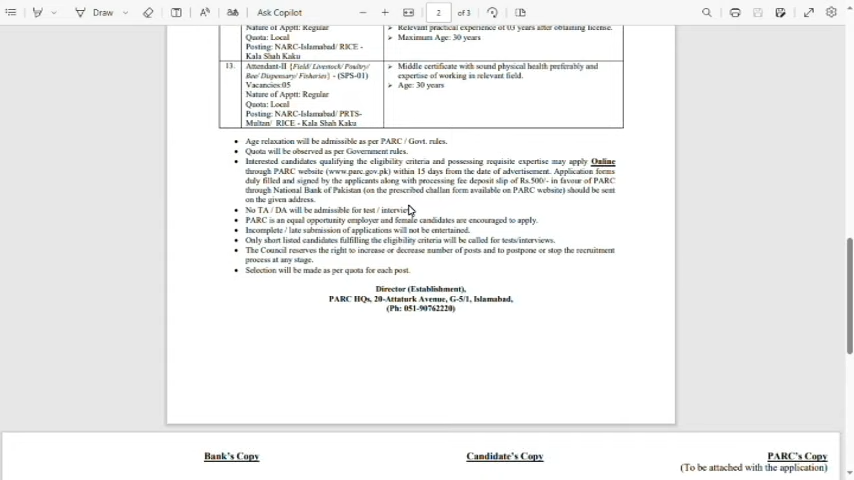 Draw
Ask Copilot
2 of 3
Nature of Apptt: Regular
Quota: Local
Posting: NARC-Islamabad/ RICE -
Kala Shah Kaku
Relevant practical experience of 03 years after obtaining license.
Maximum Age: 30 years
13. Attendant-II {Field/ Livestock/ Poultry/
Bee/ Dispensary/ Fisheries} - (SPS-01)
Vacancies:05
Nature of Apptt: Regular
Quota: Local
Posting: NARC-Islamabad/ PRTS-
Multan/ RICE - Kala Shah Kaku
Middle certificate with sound physical health preferably and
expertise of working in relevant field.
Age: 30 years
• Age relaxation will be admissible as per PARC / Govt. rules.
• Quota will be observed as per Government rules.
• Interested candidates qualifying the eligibility criteria and possessing requisite expertise may apply Online
through PARC website (www.parc.gov.pk) within 15 days from the date of advertisement. Application forms
duly filled and signed by the applicants along with processing fee deposit slip of Rs.500/- in favour of PARC
through National Bank of Pakistan (on the prescribed challan form available on PARC website) should be sent
on the given address.
• No TA / DA will be admissible for test / interview.
• PARC is an equal opportunity employer and female candidates are encouraged to apply.
• Incomplete / late submission of applications will not be entertained.
• Only short listed candidates fulfilling the eligibility criteria will be called for tests/interviews.
• The Council reserves the right to increase or decrease number of posts and to postpone or stop the recruitment
process at any stage.
• Selection will be made as per quota for each post.
Director (Establishment),
PARC HQs, 20-Attaturk Avenue, G-5/1, Islamabad,
(Ph: 051-90762220)
Bank's Copy
Candidate's Copy
PARC's Copy
(To be attached with the application)